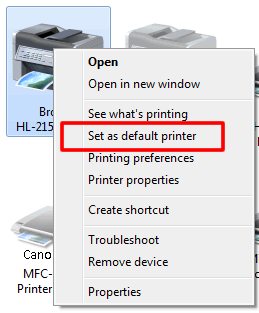 Open
Open in new window
See what's printing
Set as default printer
Printing preferences
Printer properties
Create shortcut
Troubleshoot
Remove device
Properties
Bro
HL-215
Cano
MFC-
Printer